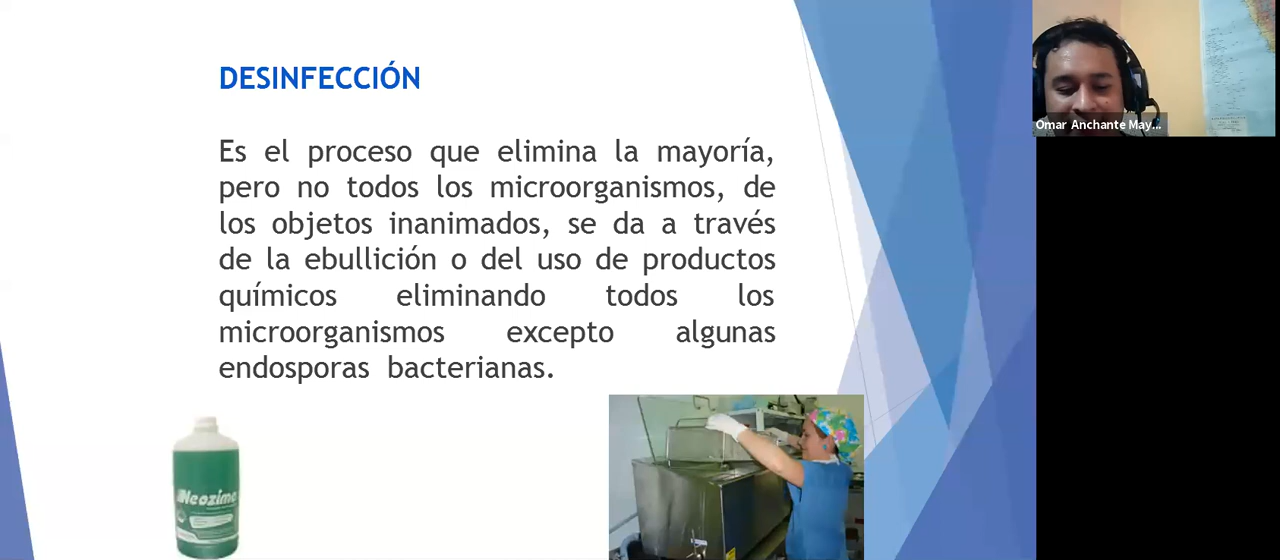 DESINFECCIÓN
Es el proceso que elimina la mayoría,
pero no todos los microorganismos, de
los objetos inanimados, se da a través
de la ebullición o del uso de productos
químicos eliminando todos los
microorganismos excepto algunas
endosporas bacterianas.
Omar Anchante May...
Neozime